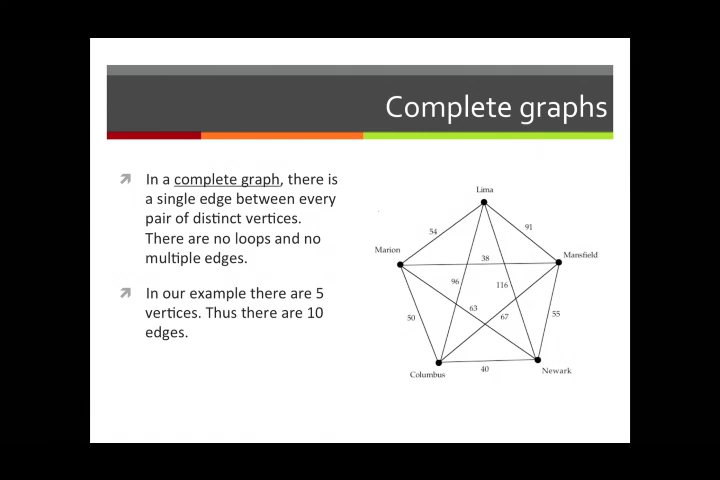 Complete graphs
In a complete graph, there is
a single edge between every
pair of distinct vertices.
There are no loops and no
multiple edges.
In our example there are 5
vertices. Thus there are 10
edges.
Lima
54
91
Marion
38
Mansfield
96
116
50
63
67
55
Columbus
40
Newark